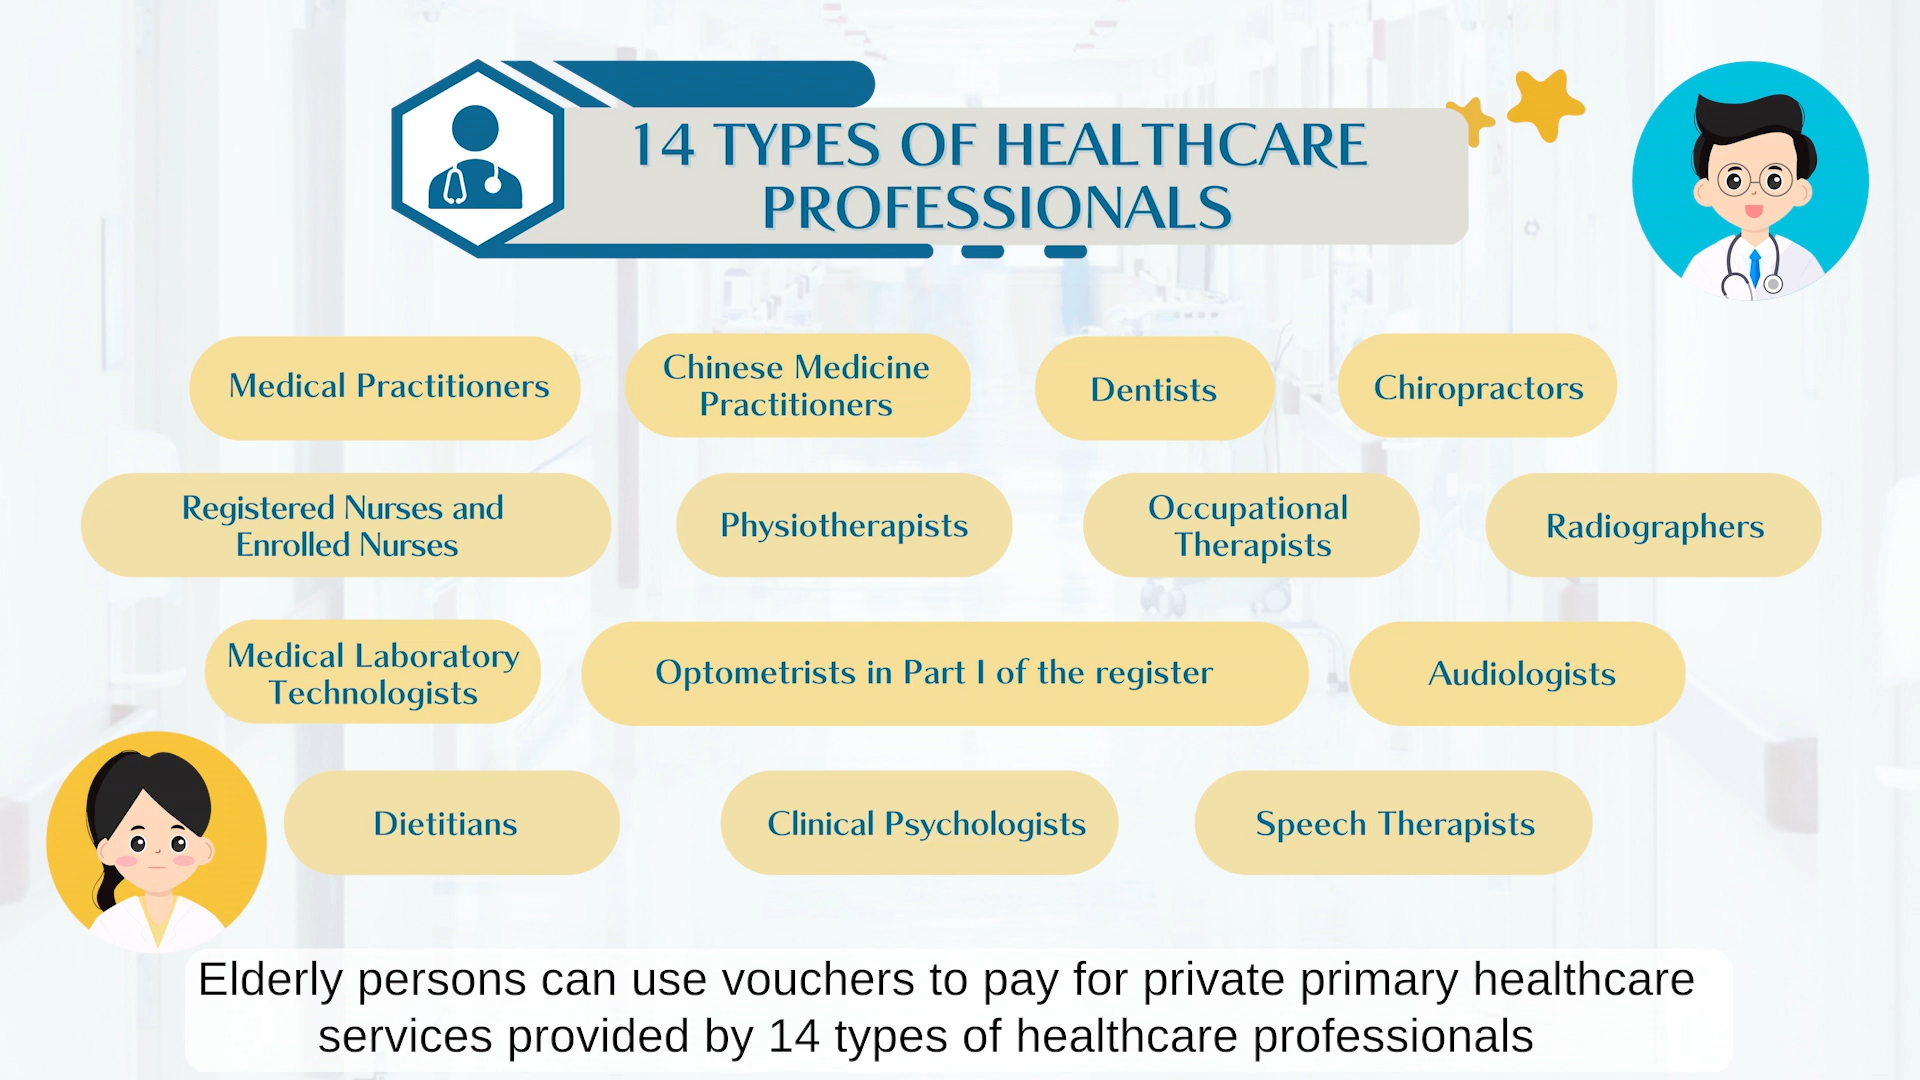 14 TYPES OF HEALTHCARE
PROFESSIONALS
Medical Practitioners
Chinese Medicine
Practitioners
Dentists
Chiropractors
Registered Nurses and
Enrolled Nurses
Physiotherapists
Occupational
Therapists
Radiographers
Medical Laboratory
Technologists
Optometrists in Part I of the register
Audiologists
Dietitians
Clinical Psychologists
Speech Therapists
Elderly persons can use vouchers to pay for private primary healthcare
services provided by 14 types of healthcare professionals